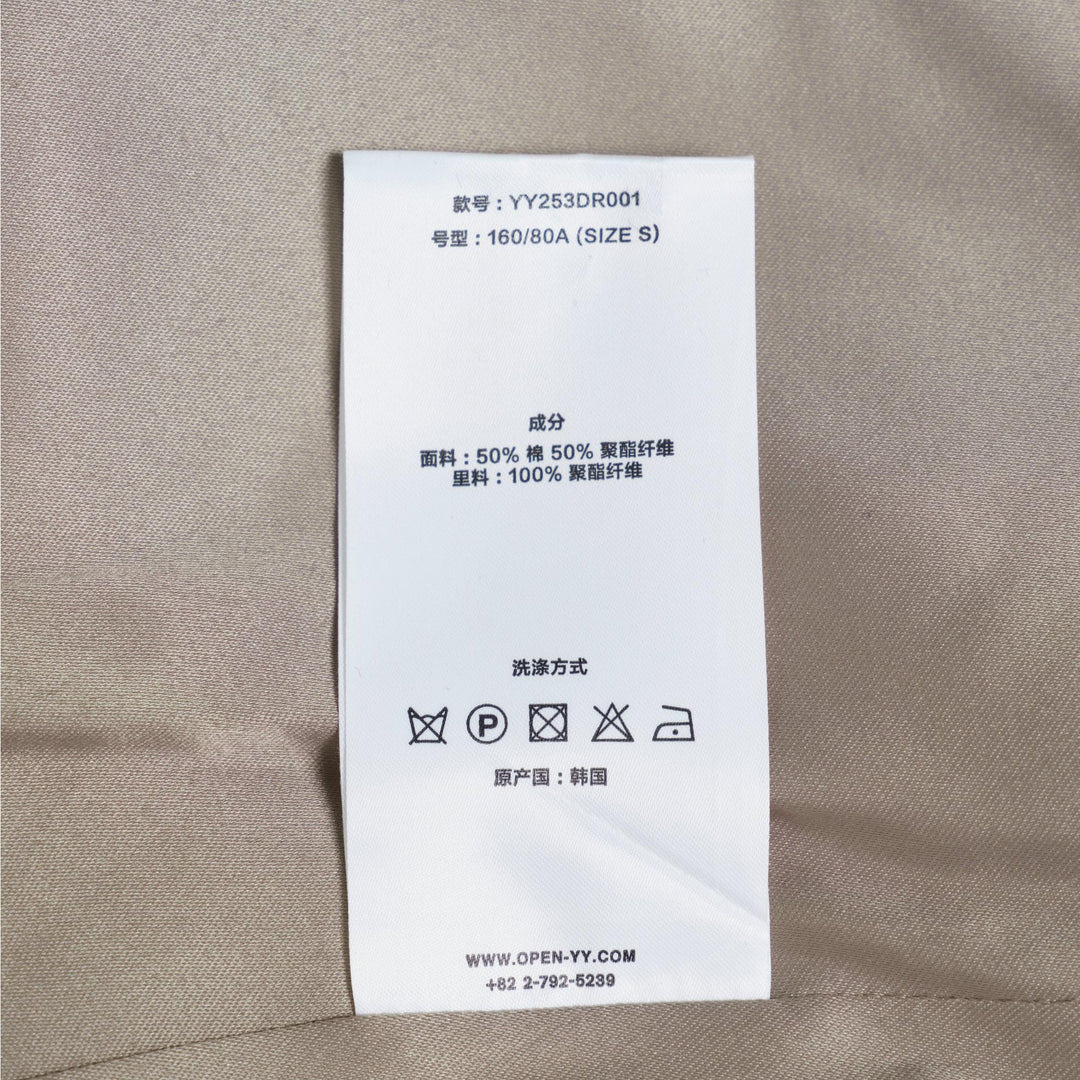 款号：YY253DR001
号型：160/80A (SIZE S)
成分
面料：50% 棉 50% 聚酯纤维
里料：100% 聚酯纤维
洗涤方式
P
原产国：韩国
WWW.OPEN-YY.COM
+82 2-792-5239